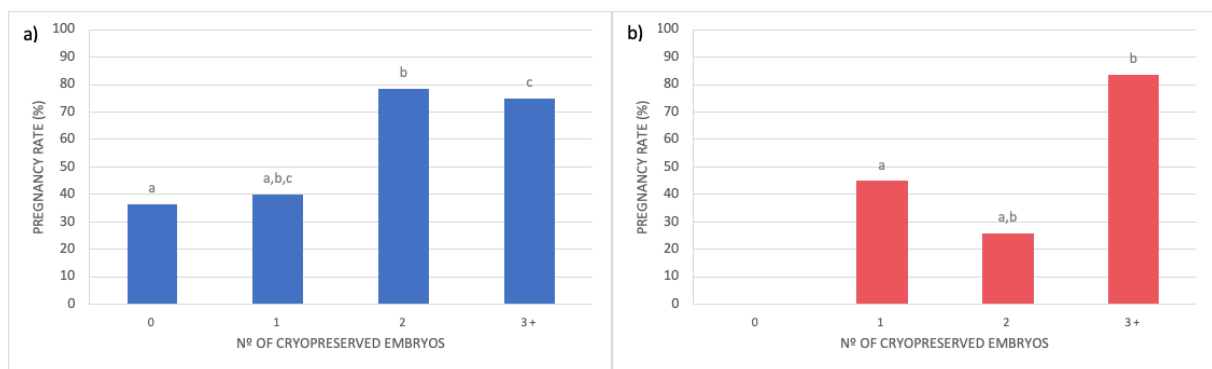 a)
PREGNANCY RATE (%)
100
90
80
70
60
50
40
30
20
10
0
a
a,b,c
b
c
0
1
2
3 +
Nº OF CRYOPRESERVED EMBRYOS
b)
PREGNANCY RATE (%)
100
90
80
70
60
50
40
30
20
10
0
a
a,b
b
0
1
2
3 +
Nº OF CRYOPRESERVED EMBRYOS